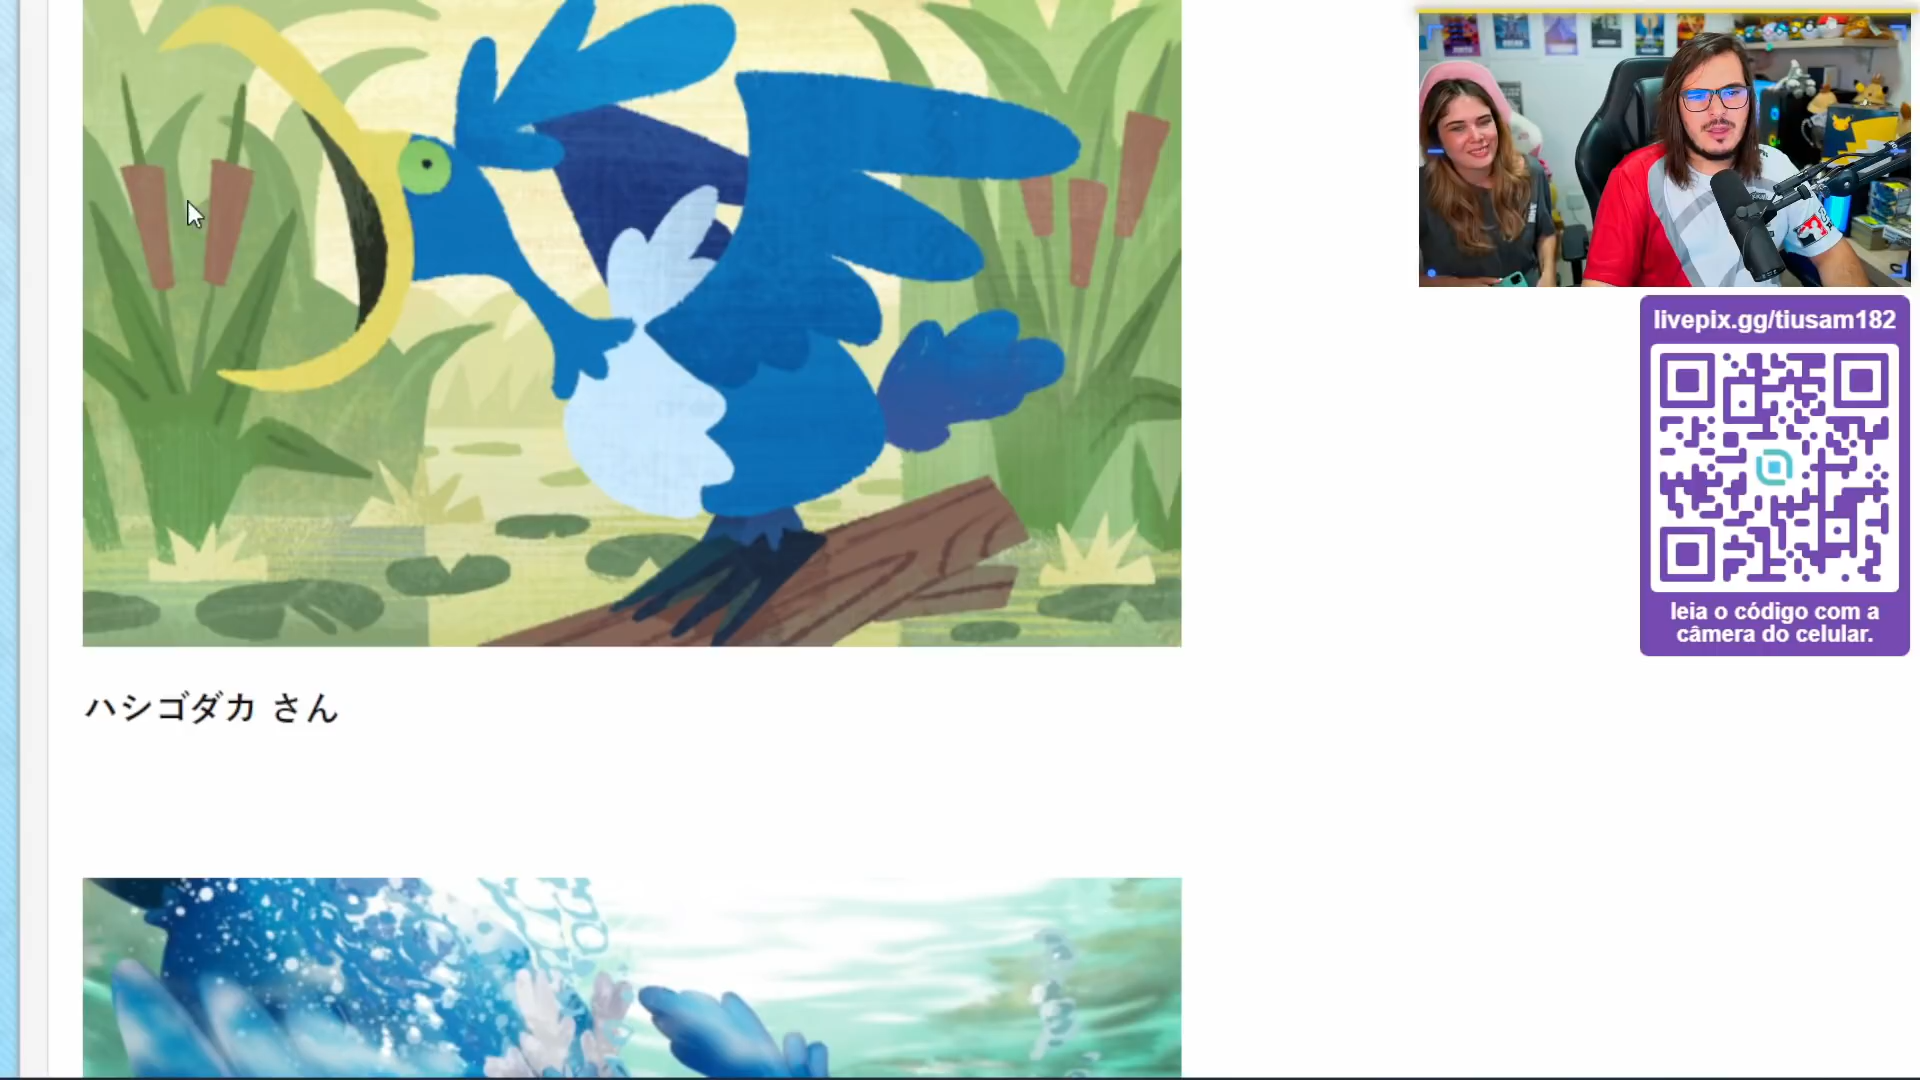 livepix.gg/tiusam182
leia o código com a
câmera do celular.
ハシゴダカ さん